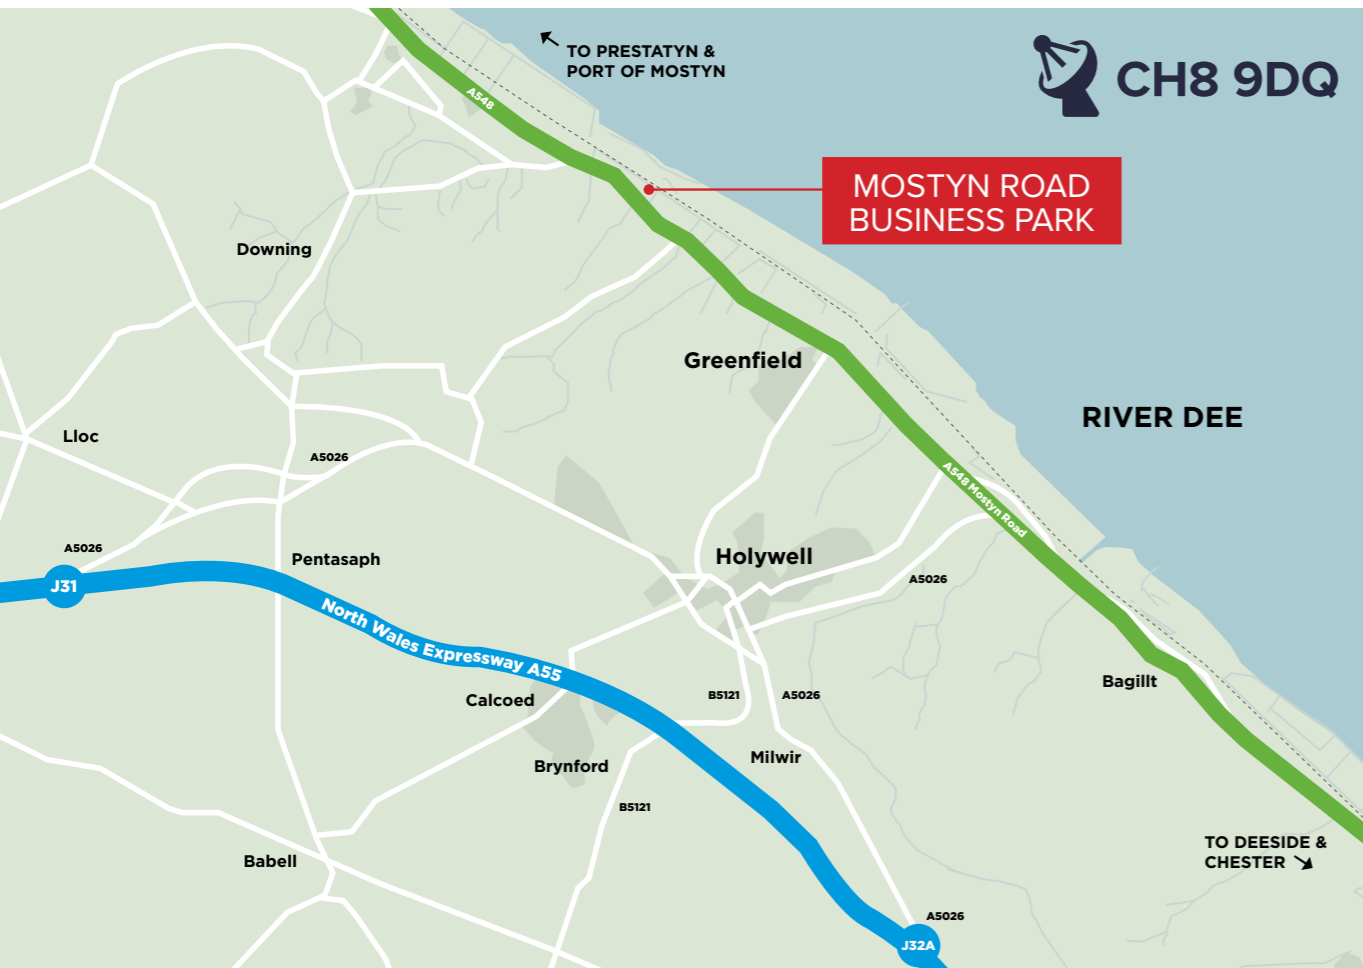 TO PRESTATYN &
PORT OF MOSTYN
CH8 9DQ
A548
MOSTYN ROAD
BUSINESS PARK
Downing
Greenfield
RIVER DEE
Lloc
A5026
A548 Mostyn Road
A5026
Pentasaph
Holywell
A5026
J31
North Wales Expressway A55
Calcoed
B5121
A5026
Bagillt
Brynford
Milwir
B5121
TO DEESIDE &
CHESTER
Babell
A5026
J32A